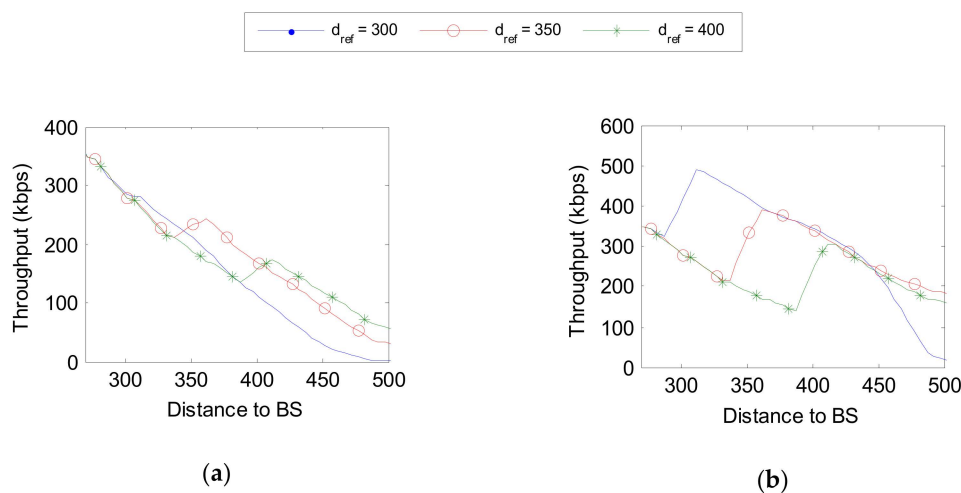 d_ref = 300 d_ref = 350 d_ref = 400
400
300
200
100
0
Throughput (kbps)
300 350 400 450 500
Distance to BS
(a)
600
500
400
300
200
100
0
Throughput (kbps)
300 350 400 450 500
Distance to BS
(b)